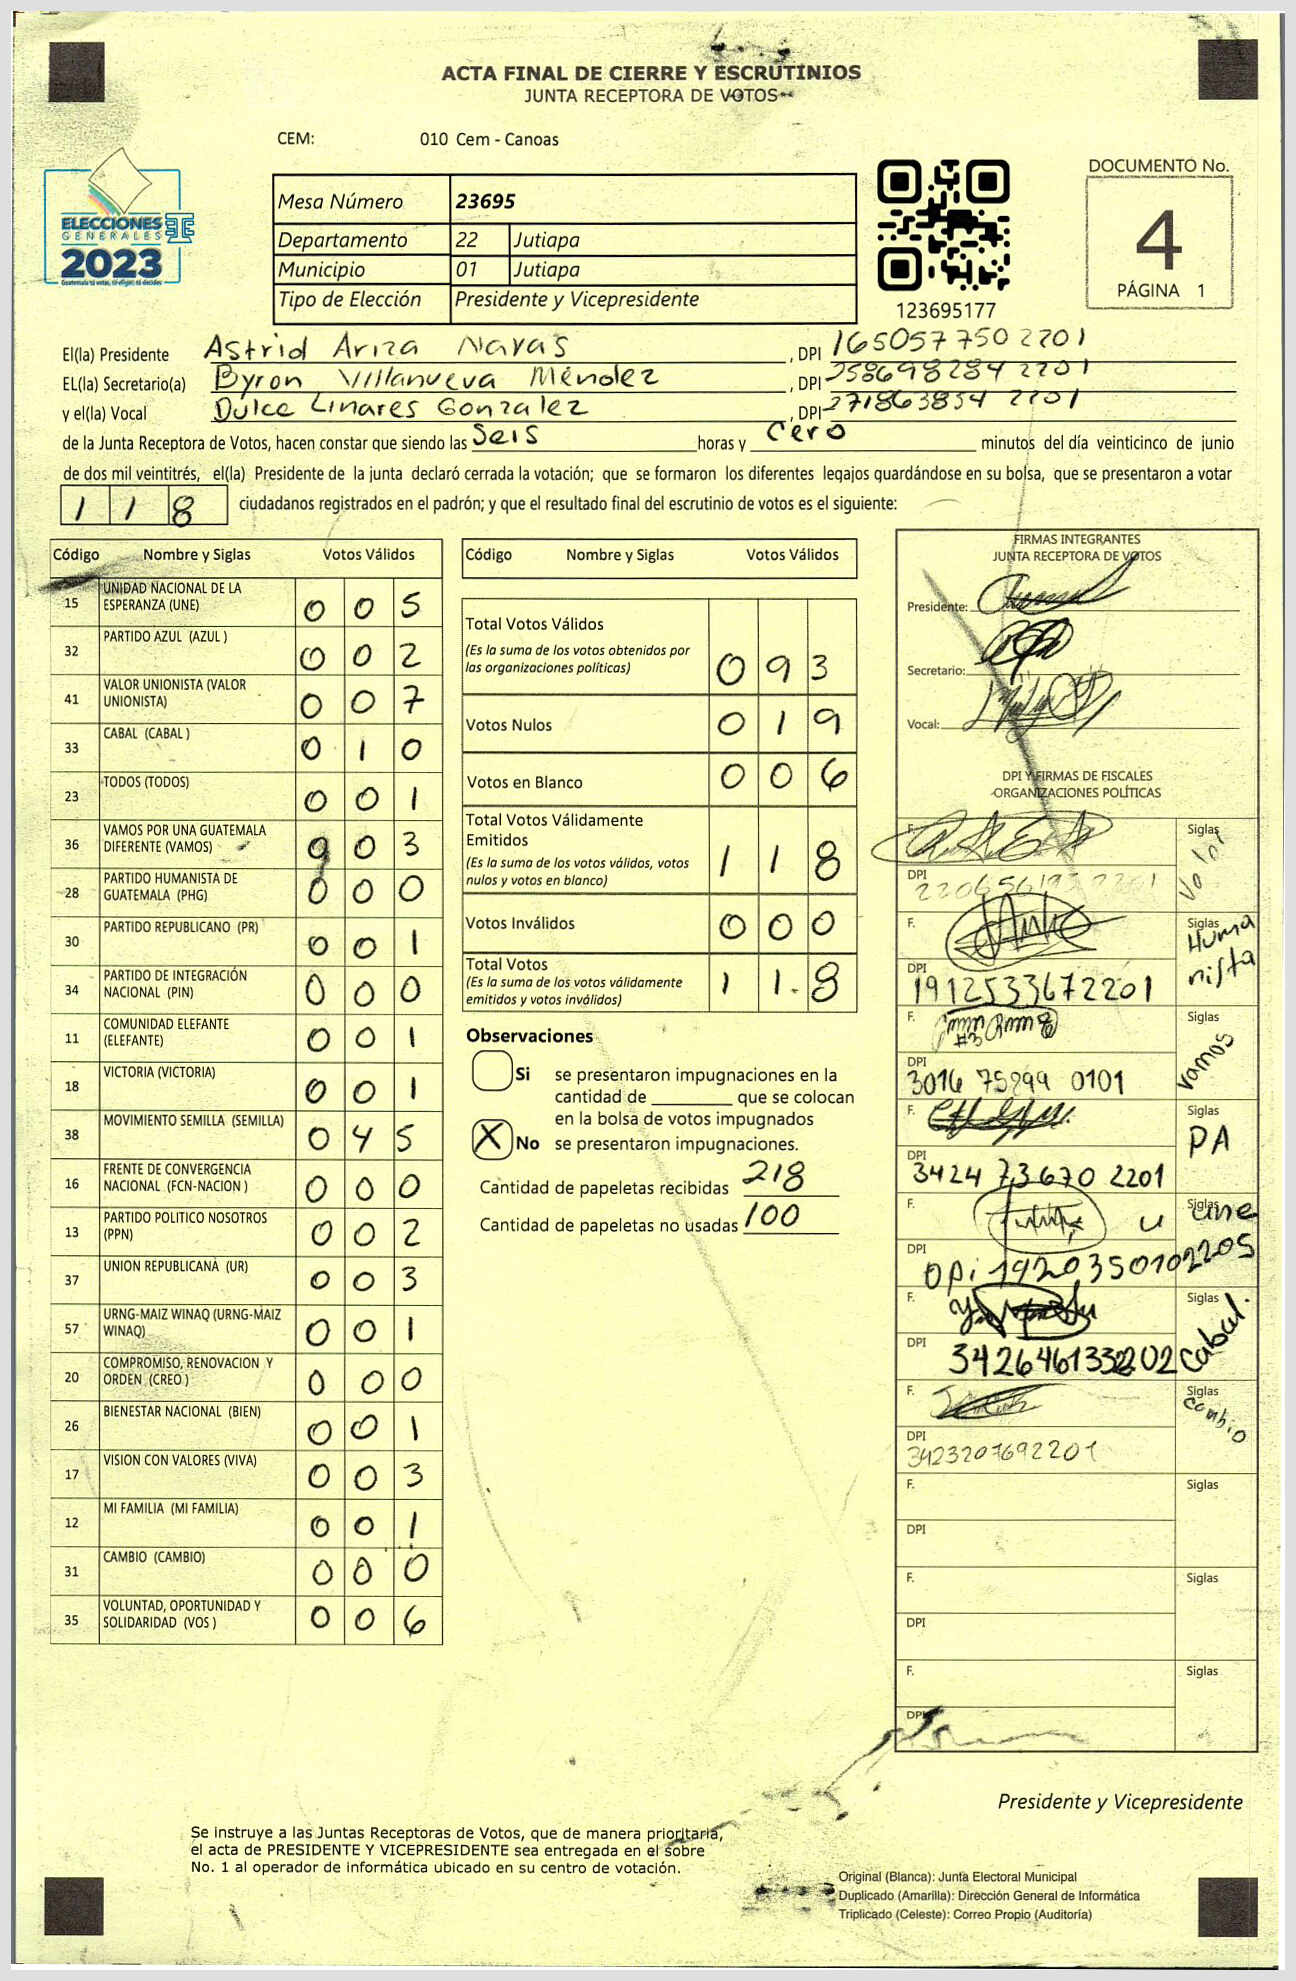 ACTA FINAL DE CIERRE Y ESCRUTINIOS
JUNTA RECEPTORA DE VOTOS
CEM: 010 Cem - Canoas
ELECCIONES
GENERALES
2023
Guatemala: tú votas, tú eliges, tú decides
Mesa Número 23695
Departamento 22 Jutiapa
Municipio 01 Jutiapa
Tipo de Elección Presidente y Vicepresidente
123695177
DOCUMENTO No.
4
PÁGINA 1
El(la) Presidente Astrid Ariza Navas, DPI 1650577502201
EL(la) Secretario(a) Byron Villanueva Méndez, DPI 258698284 2201
y el(la) Vocal Dulce Linares Gonzalez, DPI 271863834 2201
de la Junta Receptora de Votos, hacen constar que siendo las Seis horas y Cero minutos del día veinticinco de junio
de dos mil veintitrés, el(la) Presidente de la junta declaró cerrada la votación; que se formaron los diferentes legajos guardándose en su bolsa, que se presentaron a votar
118 ciudadanos registrados en el padrón; y que el resultado final del escrutinio de votos es el siguiente:
Código Nombre y Siglas Votos Válidos
15 UNIDAD NACIONAL DE LA ESPERANZA (UNE) 0 0 5
32 PARTIDO AZUL (AZUL ) 0 0 2
41 VALOR UNIONISTA (VALOR UNIONISTA) 0 0 7
33 CABAL (CABAL ) 0 1 0
23 TODOS (TODOS) 0 0 1
36 VAMOS POR UNA GUATEMALA DIFERENTE (VAMOS) 0 0 3
28 PARTIDO HUMANISTA DE GUATEMALA (PHG) 0 0 0
30 PARTIDO REPUBLICANO (PR) 0 0 1
34 PARTIDO DE INTEGRACIÓN NACIONAL (PIN) 0 0 0
11 COMUNIDAD ELEFANTE (ELEFANTE) 0 0 1
18 VICTORIA (VICTORIA) 0 0 1
38 MOVIMIENTO SEMILLA (SEMILLA) 0 4 5
16 FRENTE DE CONVERGENCIA NACIONAL (FCN-NACION ) 0 0 0
13 PARTIDO POLITICO NOSOTROS (PPN) 0 0 2
37 UNION REPUBLICANA (UR) 0 0 3
57 URNG-MAIZ WINAQ (URNG-MAIZ WINAQ) 0 0 1
20 COMPROMISO, RENOVACION Y ORDEN (CREO ) 0 0 0
26 BIENESTAR NACIONAL (BIEN) 0 0 1
17 VISION CON VALORES (VIVA) 0 0 3
12 MI FAMILIA (MI FAMILIA) 0 0 1
31 CAMBIO (CAMBIO) 0 0 0
35 VOLUNTAD, OPORTUNIDAD Y SOLIDARIDAD (VOS ) 0 0 6
Código Nombre y Siglas Votos Válidos
Total Votos Válidos
(Es la suma de los votos obtenidos por
las organizaciones políticas) 0 9 3
Votos Nulos 0 1 9
Votos en Blanco 0 0 6
Total Votos Válidamente
Emitidos
(Es la suma de los votos válidos, votos
nulos y votos en blanco) 1 1 8
Votos Inválidos 0 0 0
Total Votos
(Es la suma de los votos válidamente
emitidos y votos inválidos) 1 1 8
Observaciones
Si se presentaron impugnaciones en la
cantidad de ________ que se colocan
en la bolsa de votos impugnados
X No se presentaron impugnaciones.
Cantidad de papeletas recibidas 218
Cantidad de papeletas no usadas 100
FIRMAS INTEGRANTES
JUNTA RECEPTORA DE VOTOS
Presidente:
Secretario:
Vocal:
DPI Y FIRMAS DE FISCALES
ORGANIZACIONES POLÍTICAS
F. Siglas Valor
DPI
F. Siglas Humanista
DPI 1912533672201
F. Siglas Vamos
DPI 3016 75899 0101
F. Siglas PA
DPI 3424 73670 2201
F. Siglas une
DPI DPi 1920350102205
F. Siglas Cabal.
DPI
F. Siglas Cambio
DPI 3423207692201
F. Siglas
DPI
F. Siglas
DPI
F. Siglas
DPI
Presidente y Vicepresidente
Se instruye a las Juntas Receptoras de Votos, que de manera prioritaria,
el acta de PRESIDENTE Y VICEPRESIDENTE sea entregada en el sobre
No. 1 al operador de informática ubicado en su centro de votación.
Original (Blanca): Junta Electoral Municipal
Duplicado (Amarilla): Dirección General de Informática
Triplicado (Celeste): Correo Propio (Auditoría)